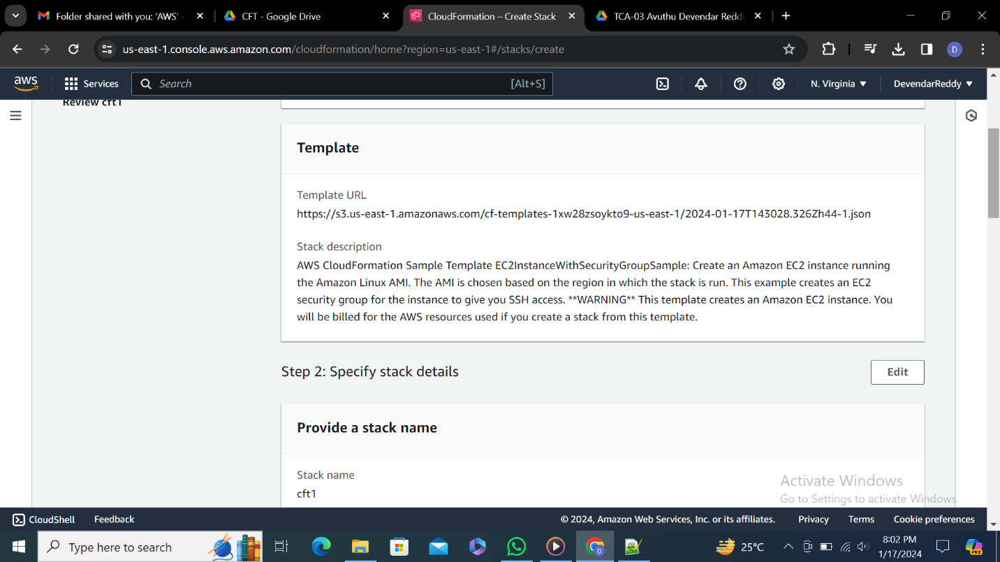 Folder shared with you: ‘AWS’ -
CFT - Google Drive
CloudFormation – Create Stack
TCA-03 Avuthu Devendar Reddy
us-east-1.console.aws.amazon.com/cloudformation/home?region=us-east-1#/stacks/create
D
aws
Services
Search
[Alt+S]
N. Virginia
DevendarReddy
Review cft1
Template
Template URL
https://s3.us-east-1.amazonaws.com/cf-templates-1xw28zsoykto9-us-east-1/2024-01-17T143028.326Zh44-1.json
Stack description
AWS CloudFormation Sample Template EC2InstanceWithSecurityGroupSample: Create an Amazon EC2 instance running
the Amazon Linux AMI. The AMI is chosen based on the region in which the stack is run. This example creates an EC2
security group for the instance to give you SSH access. **WARNING** This template creates an Amazon EC2 instance. You
will be billed for the AWS resources used if you create a stack from this template.
Step 2: Specify stack details
Edit
Provide a stack name
Stack name
cft1
Activate Windows
Go to Settings to activate Windows.
CloudShell
Feedback
© 2024, Amazon Web Services, Inc. or its affiliates.
Privacy
Terms
Cookie preferences
Type here to search
D
25°C
8:02 PM
1/17/2024
PRE